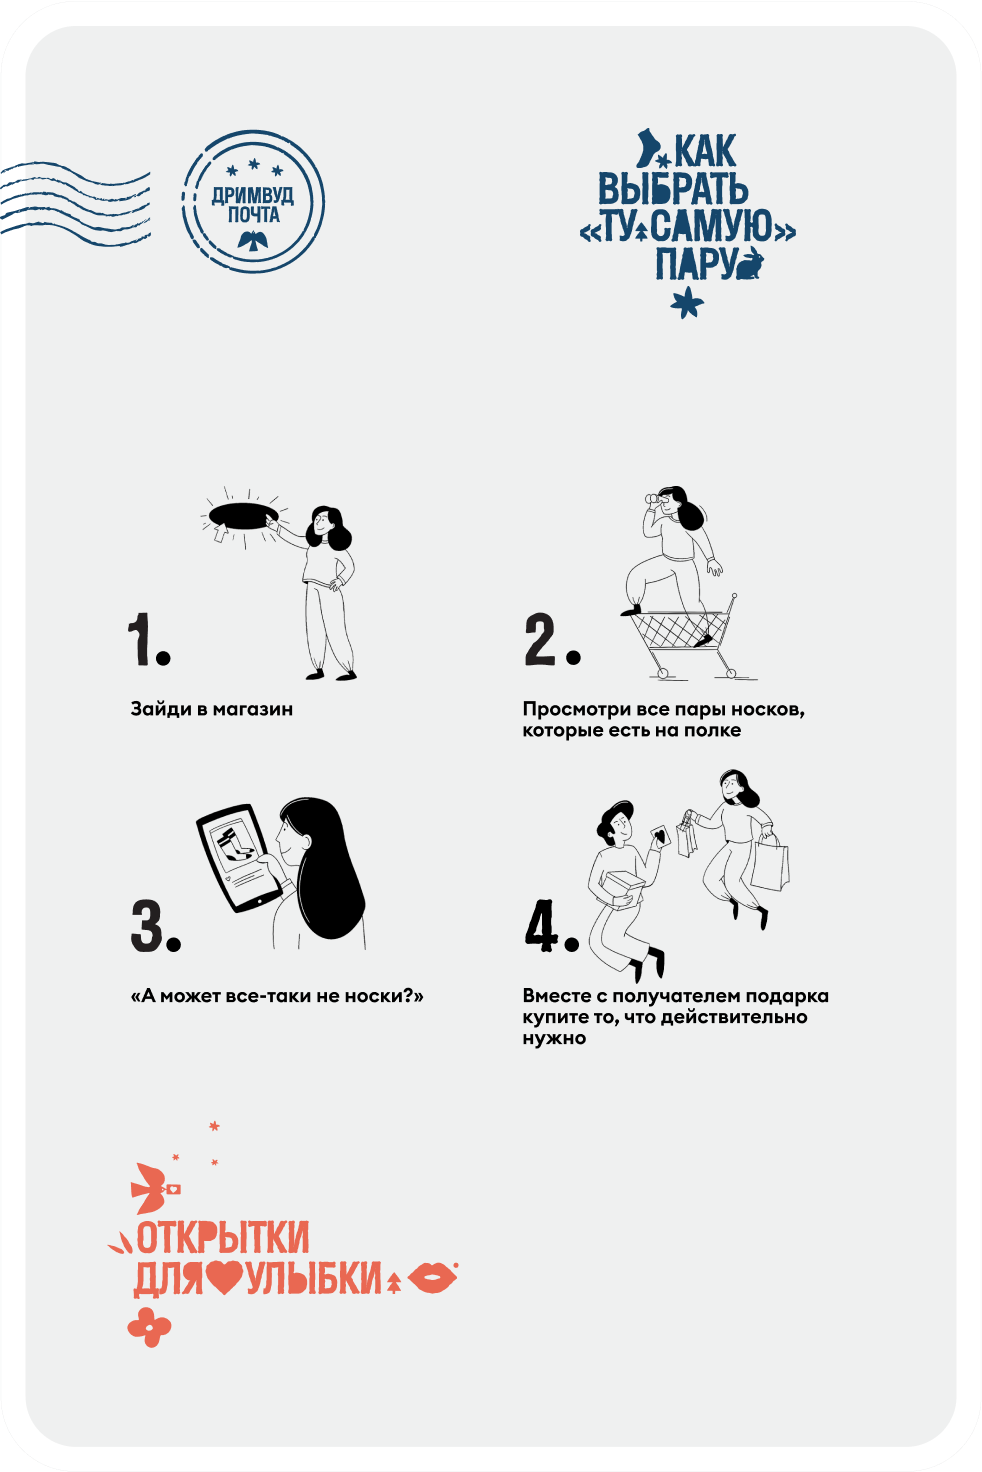 ДРИМВУД
ПОЧТА
КАК
ВЫБРАТЬ
«ТУ САМУЮ»
ПАРУ
1.
Зайди в магазин
2.
Просмотри все пары носков,
которые есть на полке
3.
«А может все-таки не носки?»
4.
Вместе с получателем подарка
купите то, что действительно
нужно
ОТКРЫТКИ
ДЛЯ УЛЫБКИ